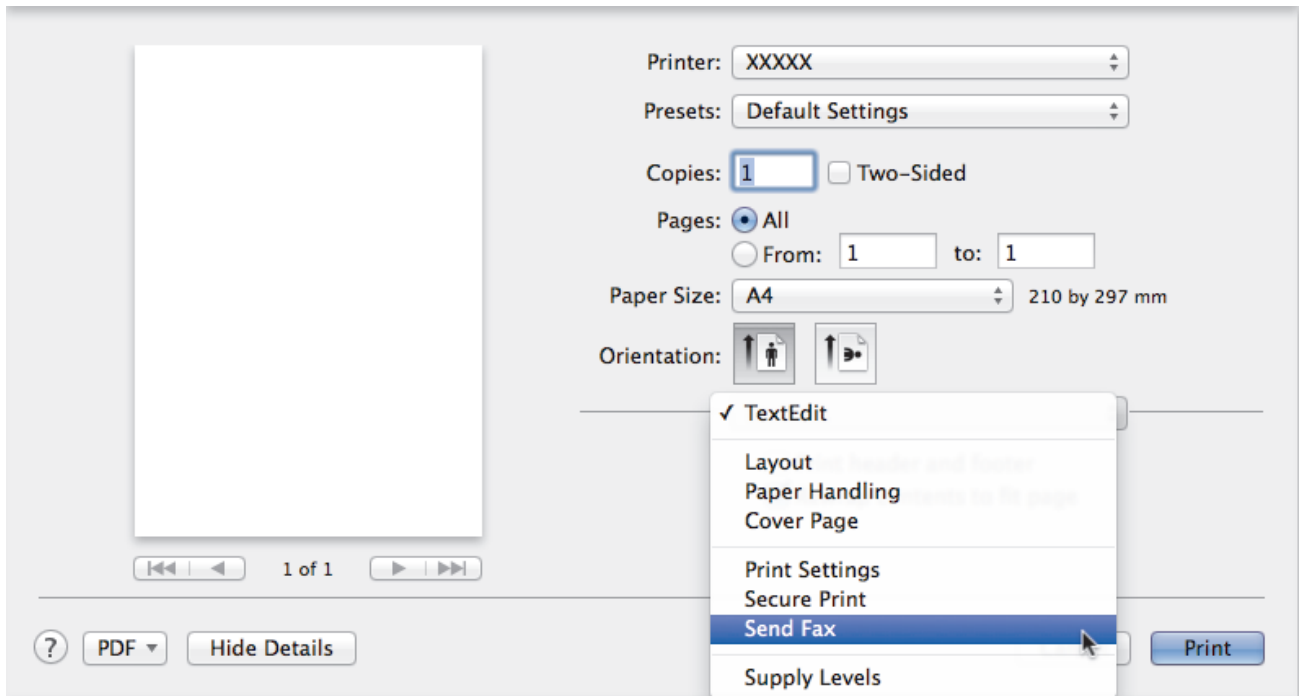 Printer: XXXXX
Presets: Default Settings
Copies: 1 Two-Sided
Pages: All
From: 1 to: 1
Paper Size: A4 210 by 297 mm
Orientation:
✓ TextEdit
Layout
Paper Handling
Cover Page
Print Settings
Secure Print
Send Fax
Supply Levels
1 of 1
? PDF Hide Details Print